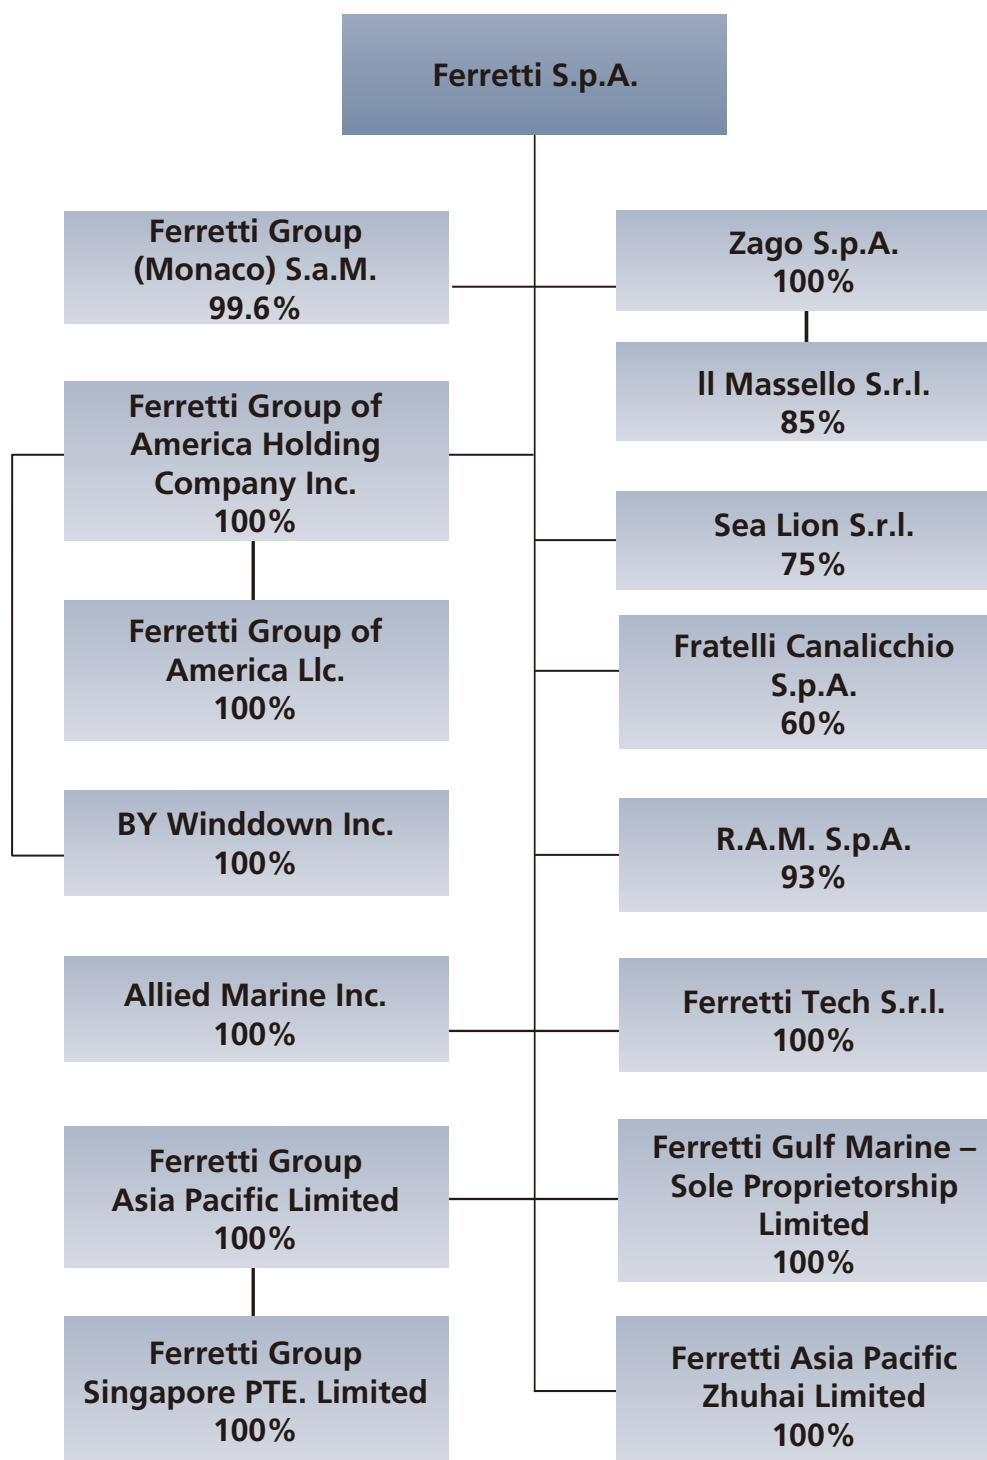 Ferretti S.p.A.
Ferretti Group
(Monaco) S.a.M.
99.6%
Zago S.p.A.
100%
Il Massello S.r.l.
85%
Ferretti Group of
America Holding
Company Inc.
100%
Sea Lion S.r.l.
75%
Ferretti Group of
America Llc.
100%
Fratelli Canalicchio
S.p.A.
60%
BY Winddown Inc.
100%
R.A.M. S.p.A.
93%
Allied Marine Inc.
100%
Ferretti Tech S.r.l.
100%
Ferretti Group
Asia Pacific Limited
100%
Ferretti Gulf Marine –
Sole Proprietorship
Limited
100%
Ferretti Group
Singapore PTE. Limited
100%
Ferretti Asia Pacific
Zhuhai Limited
100%